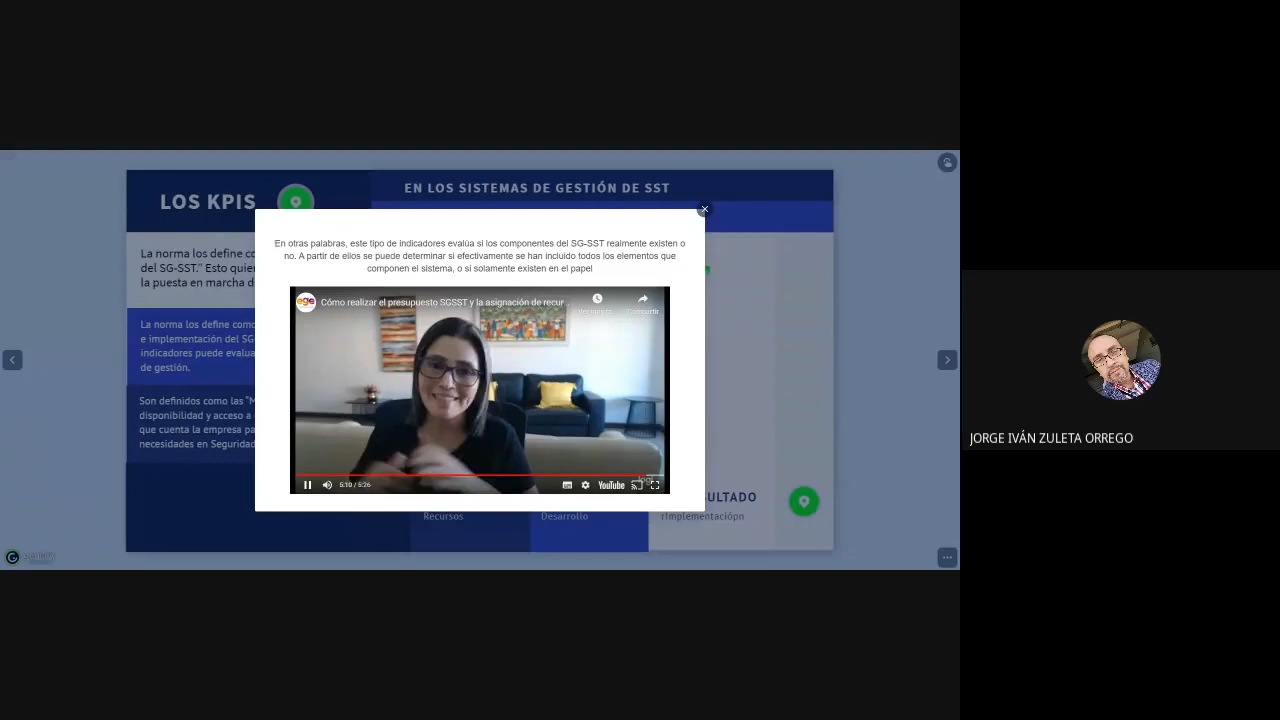 LOS KPIS
EN LOS SISTEMAS DE GESTIÓN DE SST
La norma los define co
del SG-SST." Esto quier
la puesta en marcha d
La norma los define como
e implementación del SG
indicadores puede evalua
de gestión.
Son definidos como las "M
disponibilidad y acceso a
que cuenta la empresa pa
necesidades en Seguridad
En otras palabras, este tipo de indicadores evalúa si los componentes del SG-SST realmente existen o
no. A partir de ellos se puede determinar si efectivamente se han incluido todos los elementos que
componen el sistema, o si solamente existen en el papel
ege
Cómo realizar el presupuesto SGSST y la asignación de recur...
Compartir
5:10 / 5:26
YouTube
logi
Recursos
Desarrollo
SULTADO
rImplementaciópn
JORGE IVÁN ZULETA ORREGO